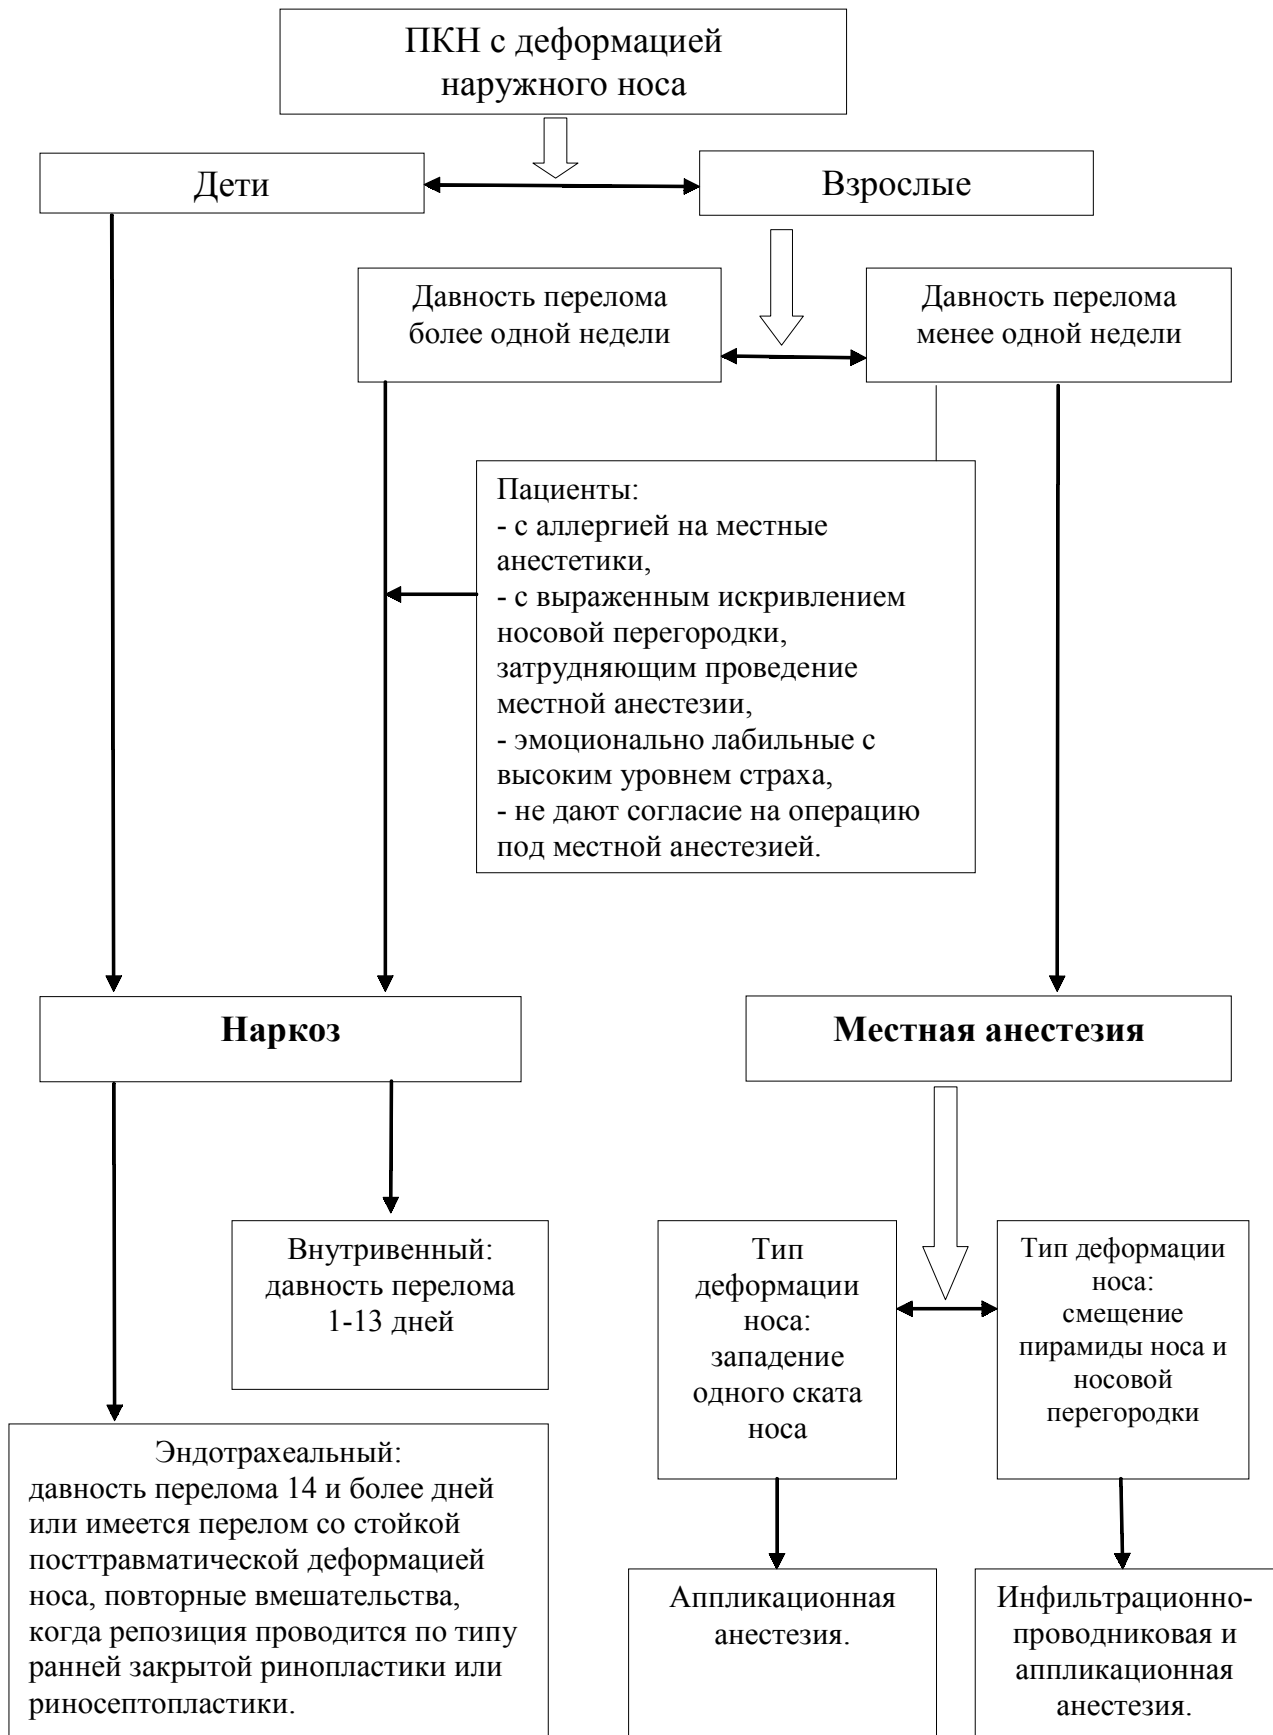 ПКН с деформацией
наружного носа
Дети
Взрослые
Давность перелома
более одной недели
Давность перелома
менее одной недели
Пациенты:
- с аллергией на местные
анестетики,
- с выраженным искривлением
носовой перегородки,
затрудняющим проведение
местной анестезии,
- эмоционально лабильные с
высоким уровнем страха,
- не дают согласие на операцию
под местной анестезией.
Наркоз
Местная анестезия
Внутривенный:
давность перелома
1-13 дней
Тип
деформации
носа:
западение
одного ската
носа
Тип деформации
носа:
смещение
пирамиды носа и
носовой
перегородки
Эндотрахеальный:
давность перелома 14 и более дней
или имеется перелом со стойкой
посттравматической деформацией
носа, повторные вмешательства,
когда репозиция проводится по типу
ранней закрытой ринопластики или
риносептопластики.
Аппликационная
анестезия.
Инфильтрационно-
проводниковая и
аппликационная
анестезия.